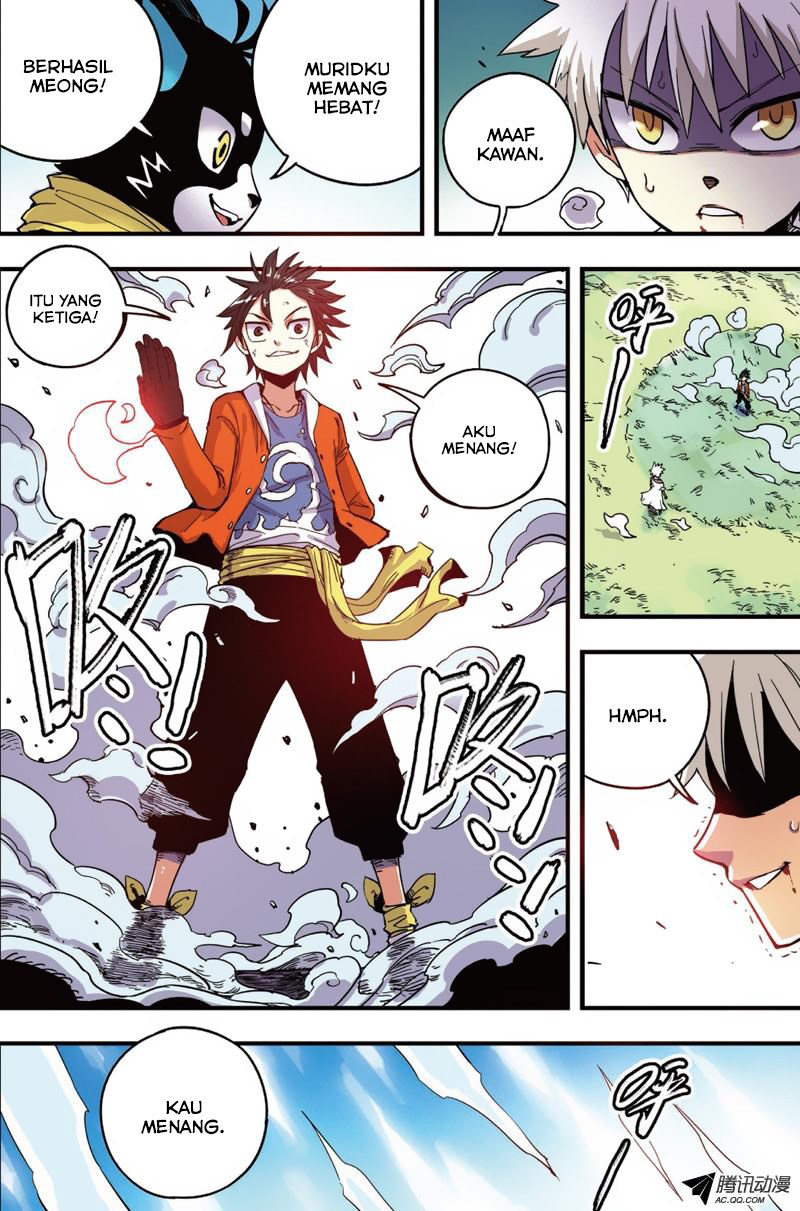 BERHASIL
MEONG!
MURIDKU
MEMANG
HEBAT!
MAAF
KAWAN.
ITU YANG
KETIGA!
AKU
MENANG!
呼
咚!!
咚!!
HMPH.
KAU
MENANG.
呼
腾讯动漫
AC.QQ.COM